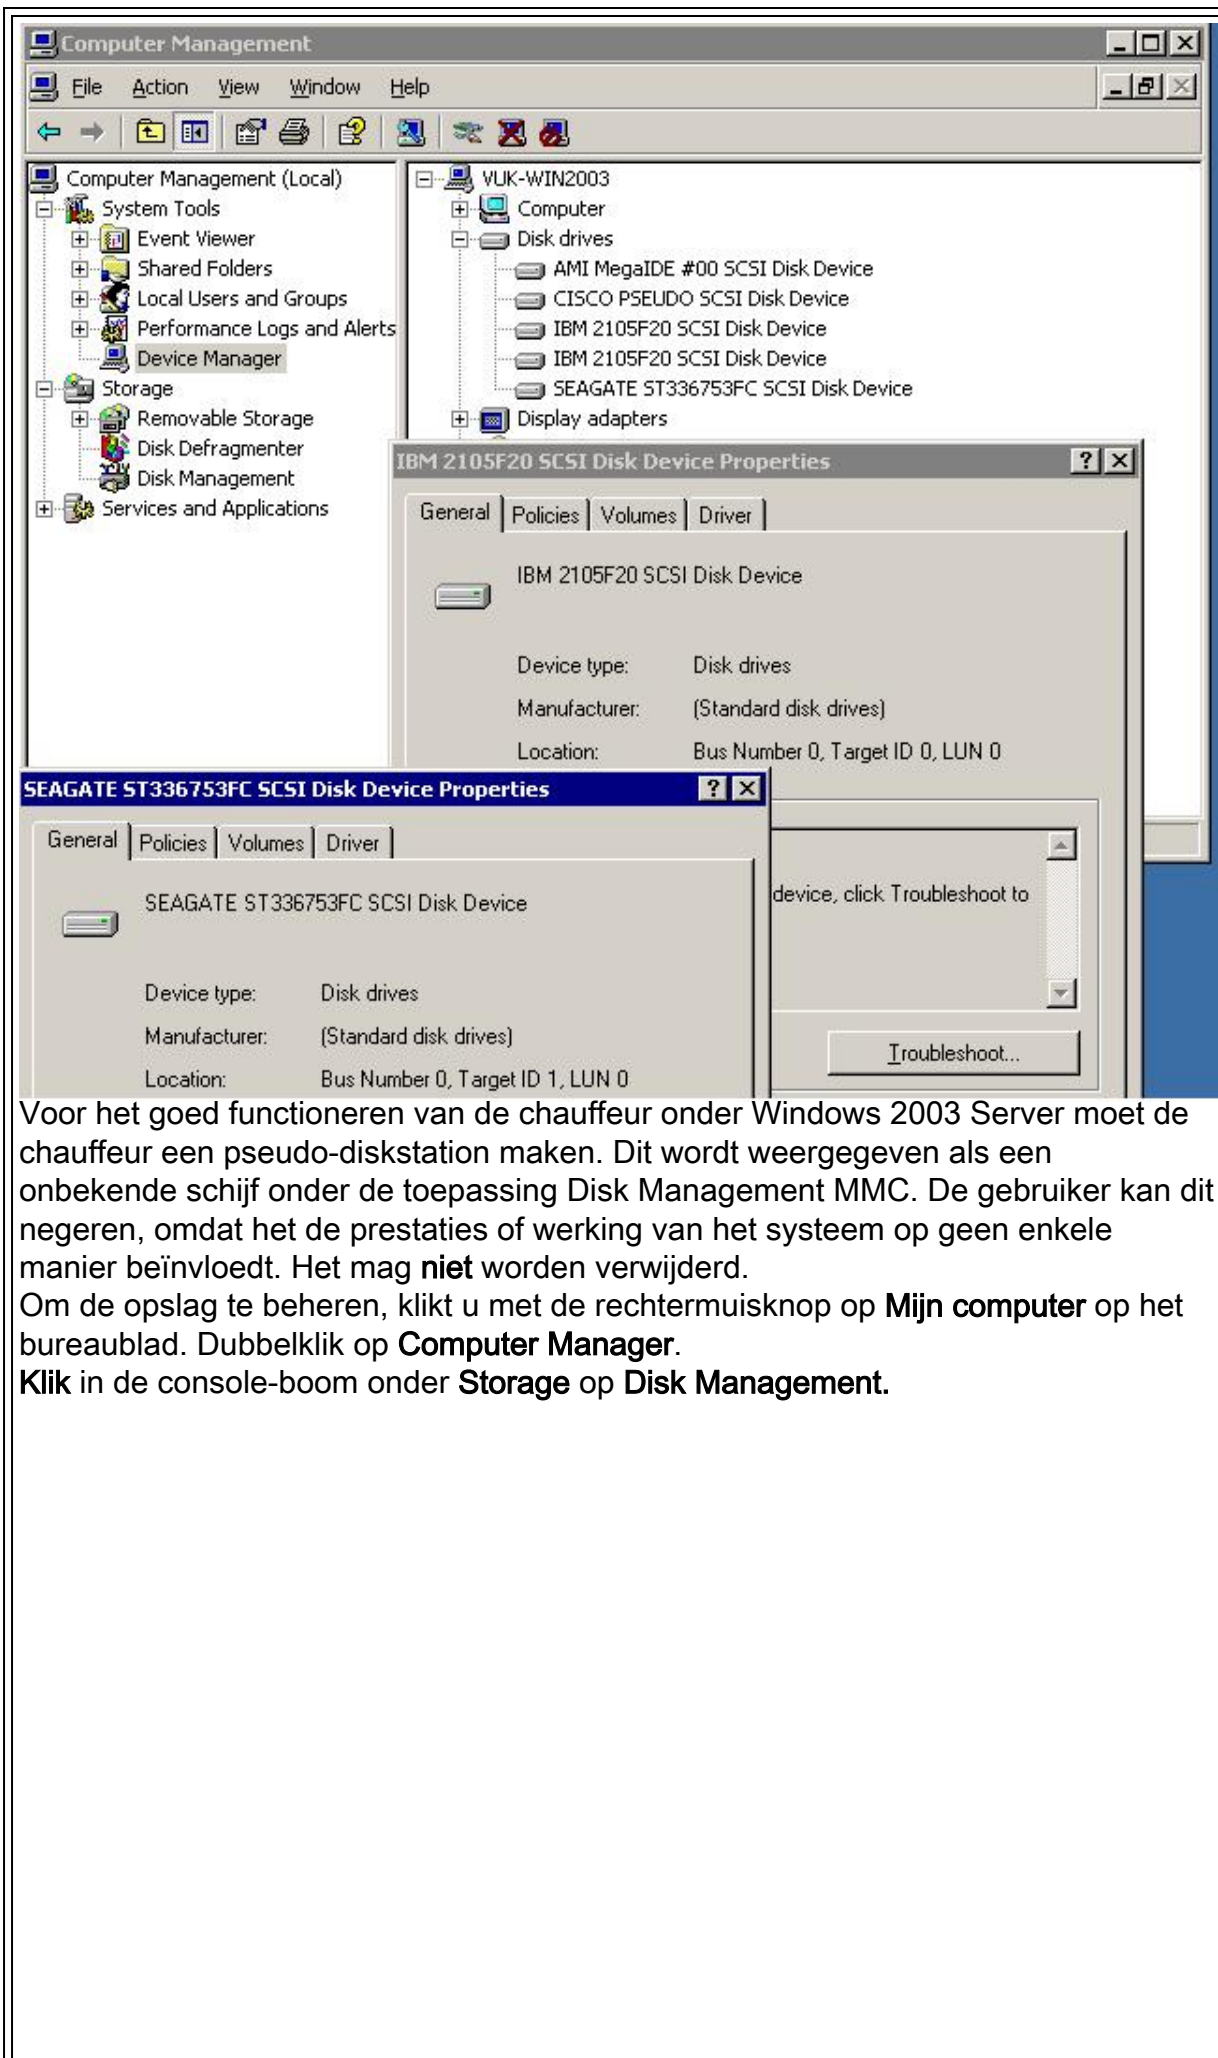 Computer Management
File Action View Window Help
Computer Management (Local)
System Tools
Event Viewer
Shared Folders
Local Users and Groups
Performance Logs and Alerts
Device Manager
Storage
Removable Storage
Disk Defragmenter
Disk Management
Services and Applications
VUK-WIN2003
Computer
Disk drives
AMI MegaIDE #00 SCSI Disk Device
CISCO PSEUDO SCSI Disk Device
IBM 2105F20 SCSI Disk Device
IBM 2105F20 SCSI Disk Device
SEAGATE ST336753FC SCSI Disk Device
Display adapters
IBM 2105F20 SCSI Disk Device Properties
General Policies Volumes Driver
IBM 2105F20 SCSI Disk Device
Device type: Disk drives
Manufacturer: (Standard disk drives)
Location: Bus Number 0, Target ID 0, LUN 0
device, click Troubleshoot to
Troubleshoot...
SEAGATE ST336753FC SCSI Disk Device Properties
General Policies Volumes Driver
SEAGATE ST336753FC SCSI Disk Device
Device type: Disk drives
Manufacturer: (Standard disk drives)
Location: Bus Number 0, Target ID 1, LUN 0
Voor het goed functioneren van de chauffeur onder Windows 2003 Server moet de
chauffeur een pseudo-diskstation maken. Dit wordt weergegeven als een
onbekende schijf onder de toepassing Disk Management MMC. De gebruiker kan dit
negeren, omdat het de prestaties of werking van het systeem op geen enkele
manier beïnvloedt. Het mag niet worden verwijderd.
Om de opslag te beheren, klikt u met de rechtermuisknop op Mijn computer op het
bureaublad. Dubbelklik op Computer Manager.
Klik in de console-boom onder Storage op Disk Management.